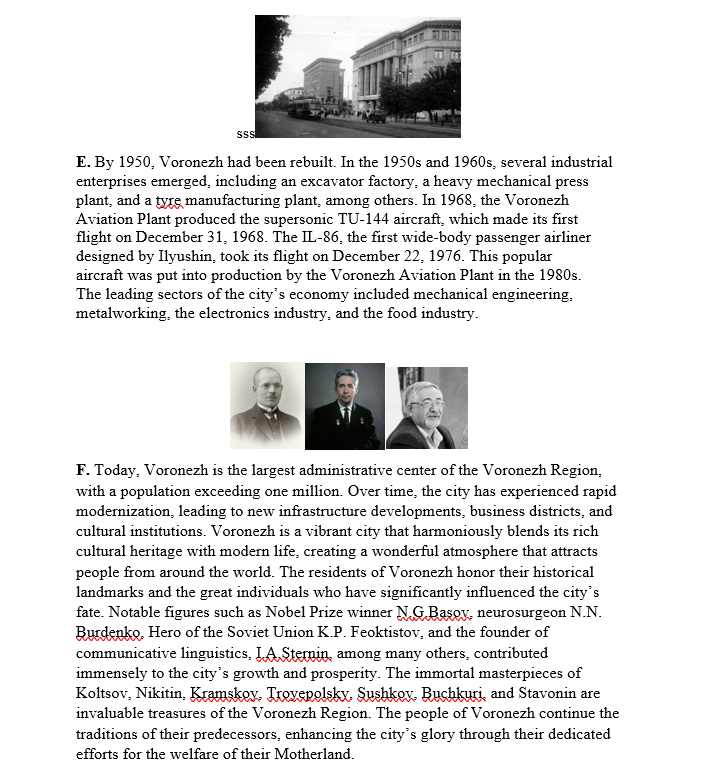 sss
E. By 1950, Voronezh had been rebuilt. In the 1950s and 1960s, several industrial
enterprises emerged, including an excavator factory, a heavy mechanical press
plant, and a tyre manufacturing plant, among others. In 1968, the Voronezh
Aviation Plant produced the supersonic TU-144 aircraft, which made its first
flight on December 31, 1968. The IL-86, the first wide-body passenger airliner
designed by Ilyushin, took its flight on December 22, 1976. This popular
aircraft was put into production by the Voronezh Aviation Plant in the 1980s.
The leading sectors of the city’s economy included mechanical engineering,
metalworking, the electronics industry, and the food industry.
F. Today, Voronezh is the largest administrative center of the Voronezh Region,
with a population exceeding one million. Over time, the city has experienced rapid
modernization, leading to new infrastructure developments, business districts, and
cultural institutions. Voronezh is a vibrant city that harmoniously blends its rich
cultural heritage with modern life, creating a wonderful atmosphere that attracts
people from around the world. The residents of Voronezh honor their historical
landmarks and the great individuals who have significantly influenced the city’s
fate. Notable figures such as Nobel Prize winner N.G.Basov, neurosurgeon N.N.
Burdenko, Hero of the Soviet Union K.P. Feoktistov, and the founder of
communicative linguistics, I.A.Sternin, among many others, contributed
immensely to the city’s growth and prosperity. The immortal masterpieces of
Koltsov, Nikitin, Kramskoy, Troyepolsky, Sushkov, Buchkuri, and Stavonin are
invaluable treasures of the Voronezh Region. The people of Voronezh continue the
traditions of their predecessors, enhancing the city’s glory through their dedicated
efforts for the welfare of their Motherland.